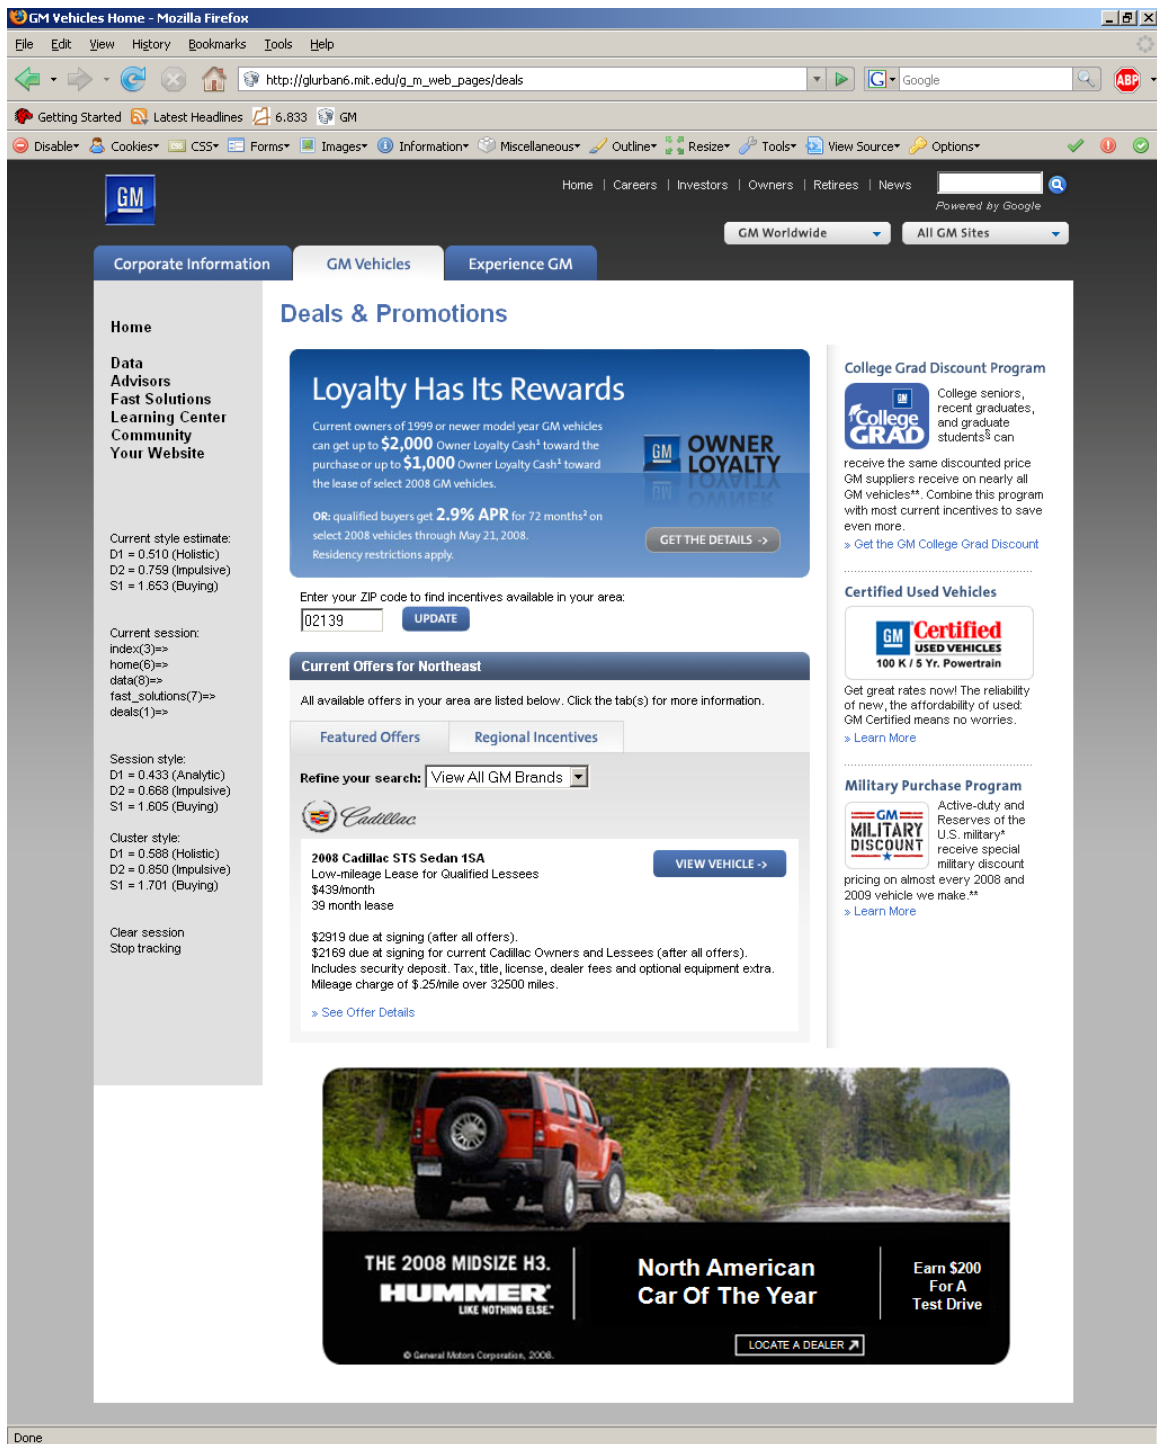 GM Vehicles Home - Mozilla Firefox
File Edit View History Bookmarks Tools Help
http://glurban6.mit.edu/g_m_web_pages/deals
G Google
ABP
Getting Started Latest Headlines 6.833 GM
Disable Cookies CSS Forms Images Information Miscellaneous Outline Resize Tools View Source Options
GM
Home | Careers | Investors | Owners | Retirees | News
Powered by Google
GM Worldwide
All GM Sites
Corporate Information
GM Vehicles
Experience GM
Home
Data
Advisors
Fast Solutions
Learning Center
Community
Your Website
Current style estimate:
D1 = 0.510 (Holistic)
D2 = 0.759 (Impulsive)
S1 = 1.653 (Buying)
Current session:
index(3)=>
home(6)=>
data(8)=>
fast_solutions(7)=>
deals(1)=>
Session style:
D1 = 0.433 (Analytic)
D2 = 0.668 (Impulsive)
S1 = 1.605 (Buying)
Cluster style:
D1 = 0.588 (Holistic)
D2 = 0.850 (Impulsive)
S1 = 1.701 (Buying)
Clear session
Stop tracking
Deals & Promotions
Loyalty Has Its Rewards
Current owners of 1999 or newer model year GM vehicles
can get up to $2,000 Owner Loyalty Cash¹ toward the
purchase or up to $1,000 Owner Loyalty Cash¹ toward
the lease of select 2008 GM vehicles.
OR: qualified buyers get 2.9% APR for 72 months² on
select 2008 vehicles through May 21, 2008.
Residency restrictions apply.
GM OWNER
LOYALTY
GET THE DETAILS ->
Enter your ZIP code to find incentives available in your area:
02139
UPDATE
Current Offers for Northeast
All available offers in your area are listed below. Click the tab(s) for more information.
Featured Offers
Regional Incentives
Refine your search: View All GM Brands
Cadillac
2008 Cadillac STS Sedan 1SA
Low-mileage Lease for Qualified Lessees
$439/month
39 month lease
VIEW VEHICLE ->
$2919 due at signing (after all offers).
$2169 due at signing for current Cadillac Owners and Lessees (after all offers).
Includes security deposit. Tax, title, license, dealer fees and optional equipment extra.
Mileage charge of $.25/mile over 32500 miles.
» See Offer Details
College Grad Discount Program
GM
College
GRAD
College seniors,
recent graduates,
and graduate
students§ can
receive the same discounted price
GM suppliers receive on nearly all
GM vehicles**. Combine this program
with most current incentives to save
even more.
» Get the GM College Grad Discount
Certified Used Vehicles
GM Certified
USED VEHICLES
100 K / 5 Yr. Powertrain
Get great rates now! The reliability
of new, the affordability of used:
GM Certified means no worries.
» Learn More
Military Purchase Program
GM
MILITARY
DISCOUNT
Active-duty and
Reserves of the
U.S. military*
receive special
military discount
pricing on almost every 2008 and
2009 vehicle we make.**
» Learn More
THE 2008 MIDSIZE H3.
HUMMER
LIKE NOTHING ELSE.™
© General Motors Corporation, 2008.
North American
Car Of The Year
Earn $200
For A
Test Drive
LOCATE A DEALER
Done